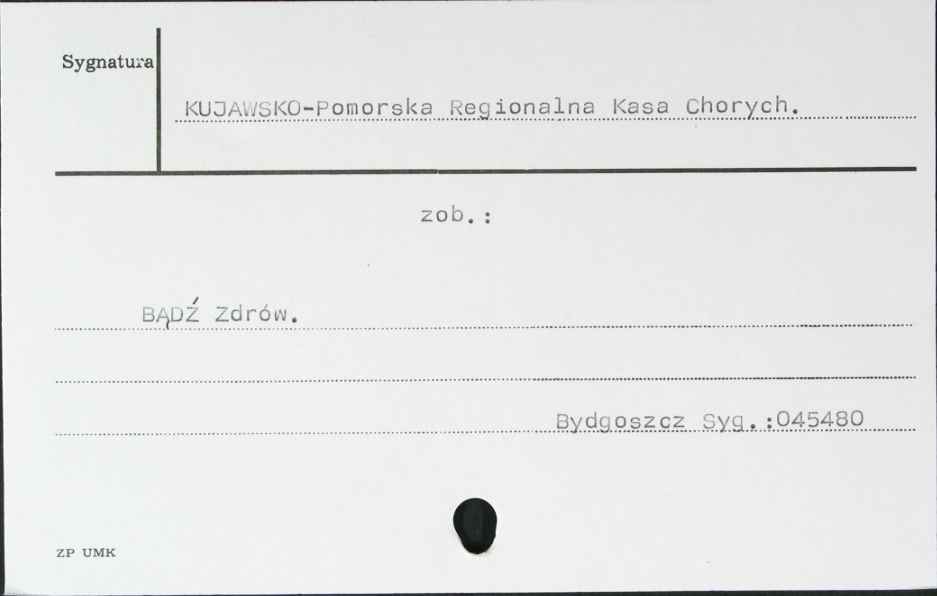 Sygnatura
KUJAWSKO-Pomorska Regionalna Kasa Chorych.
zob.:
BĄDŹ Zdrów.
Bydgoszcz Syg.:045480
ZP UMK